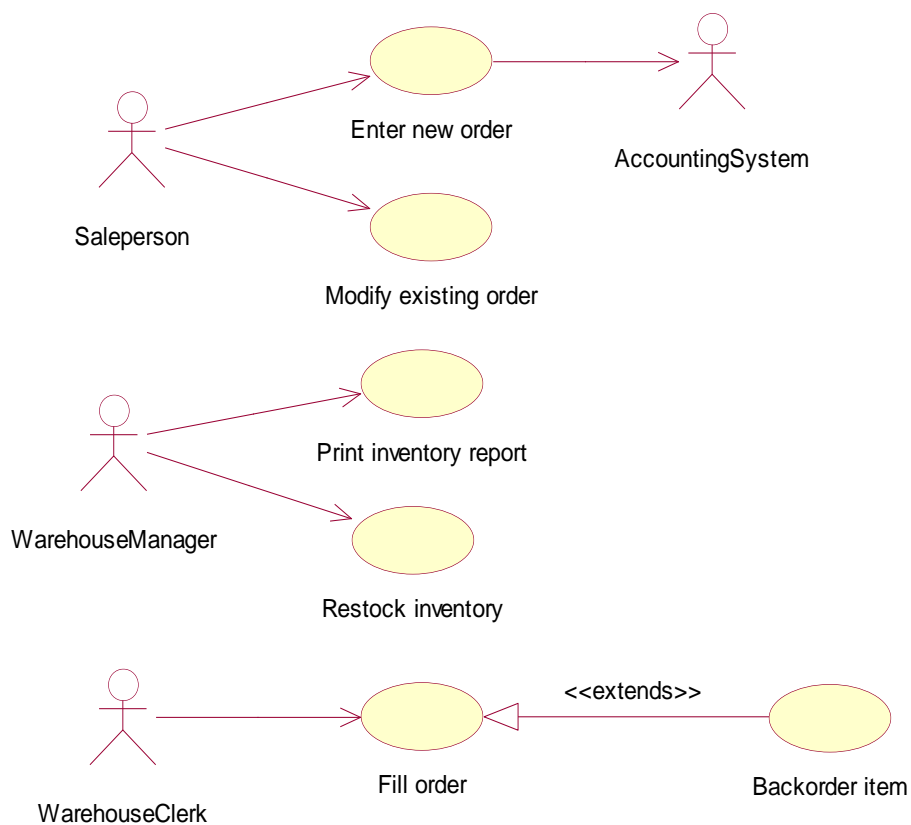 Enter new order
AccountingSystem
Saleperson
Modify existing order
Print inventory report
WarehouseManager
Restock inventory
<<extends>>
Fill order
Backorder item
WarehouseClerk